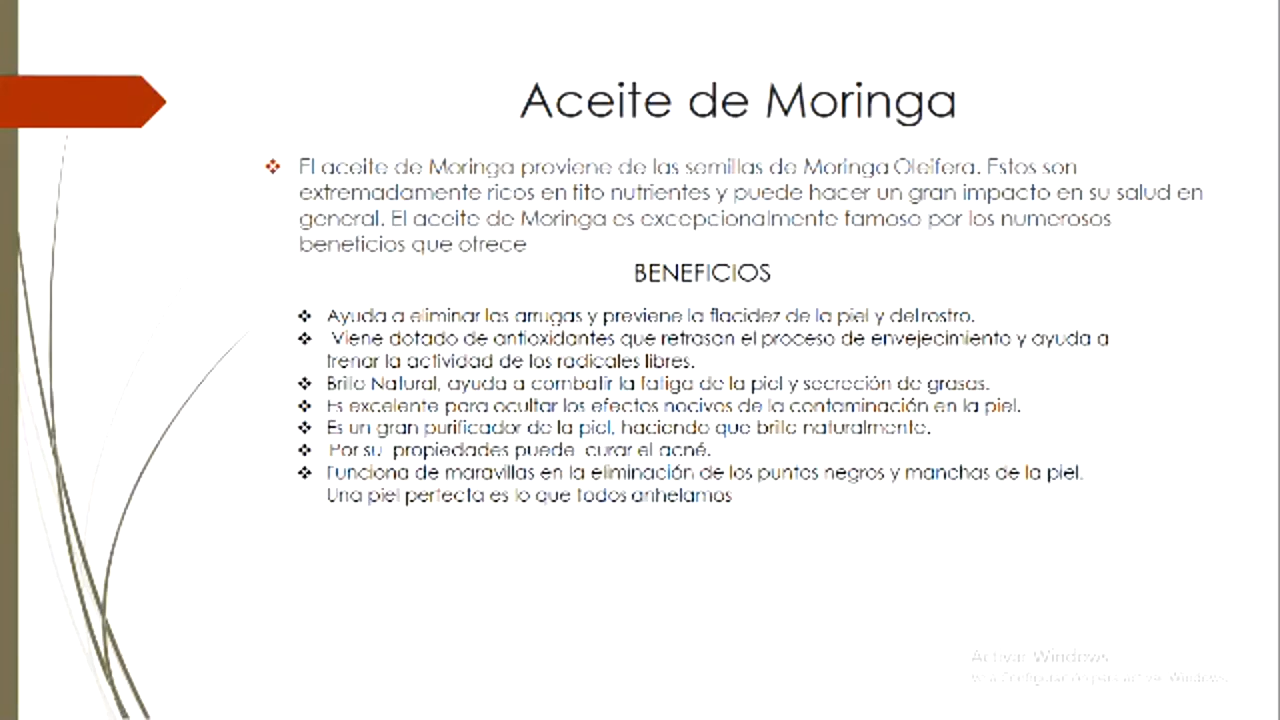 Aceite de Moringa
El aceite de Moringa proviene de las semillas de Moringa Oleifera. Estos son
extremadamente ricos en fito nutrientes y puede hacer un gran impacto en su salud en
general. El aceite de Moringa es excepcionalmente famoso por los numerosos
beneficios que ofrece
BENEFICIOS
Ayuda a eliminar las arrugas y previene la flacidez de la piel y del rostro.
Viene dotado de antioxidantes que retrasan el proceso de envejecimiento y ayuda a
frenar la actividad de los radicales libres.
Brillo Natural, ayuda a combatir la fatiga de la piel y secreción de grasas.
Es excelente para ocultar los efectos nocivos de la contaminación en la piel.
Es un gran purificador de la piel, haciendo que brille naturalmente.
Por su propiedades puede curar el acné.
Funciona de maravillas en la eliminación de los puntos negros y manchas de la piel.
Una piel perfecta es lo que todos anhelamos
Activar Windows
Ve a Configuración para activar Windows.